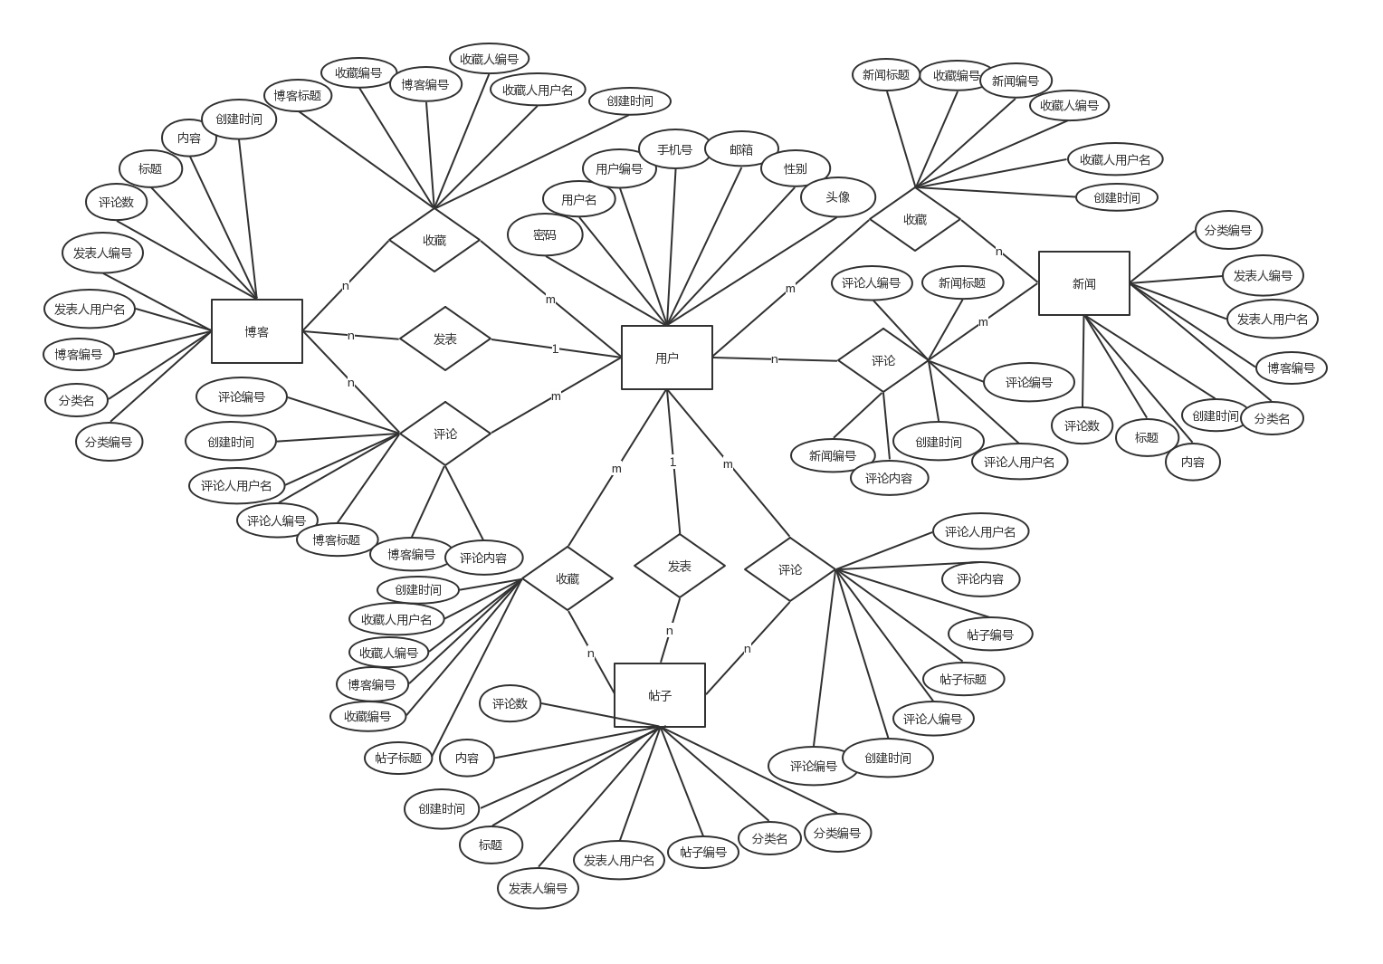 收藏人编号
收藏编号
博客编号
收藏人用户名
博客标题
创建时间
创建时间
内容
标题
评论数
发表人编号
发表人用户名
博客编号
分类名
分类编号
博客
收藏
n
m
发表
n
1
n
评论
m
评论编号
创建时间
评论人用户名
评论人编号
博客标题
博客编号
评论内容
密码
用户名
用户编号
手机号
邮箱
性别
头像
用户
新闻标题
收藏编号
新闻编号
收藏人编号
收藏人用户名
创建时间
收藏
m
n
新闻
分类编号
发表人编号
发表人用户名
博客编号
分类名
创建时间
内容
标题
评论数
评论人编号
新闻标题
m
n
评论
评论编号
评论人用户名
创建时间
评论内容
新闻编号
m
1
m
收藏
发表
评论
n
n
n
创建时间
收藏人用户名
收藏人编号
博客编号
收藏编号
帖子标题
评论人用户名
评论内容
帖子编号
帖子标题
评论人编号
创建时间
评论编号
帖子
评论数
内容
创建时间
标题
发表人编号
发表人用户名
帖子编号
分类名
分类编号